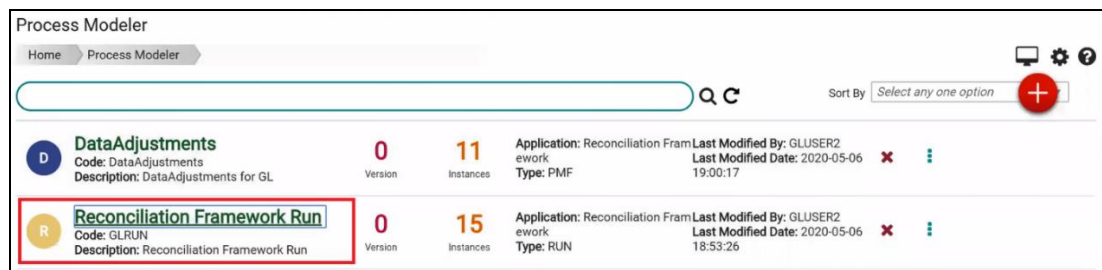 Process Modeler
Home Process Modeler
Sort By Select any one option
D
DataAdjustments
Code: DataAdjustments
Description: DataAdjustments for GL
0
Version
11
Instances
Application: Reconciliation Fram
ework
Type: PMF
Last Modified By: GLUSER2
Last Modified Date: 2020-05-06
19:00:17
R
Reconciliation Framework Run
Code: GLRUN
Description: Reconciliation Framework Run
0
Version
15
Instances
Application: Reconciliation Fram
ework
Type: RUN
Last Modified By: GLUSER2
Last Modified Date: 2020-05-06
18:53:26